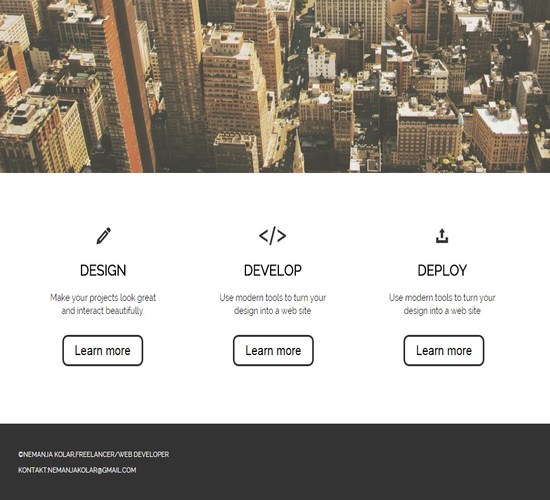 </>
DESIGN
DEVELOP
DEPLOY
Make your projects look great
and interact beautifully.
Use modern tools to turn your
design into a web site
Use modern tools to turn your
design into a web site
Learn more
Learn more
Learn more
©NEMANJA KOLAR,FREELANCER/WEB DEVELOPER
KONTAKT:NEMANJAKOLAR@GMAIL.COM